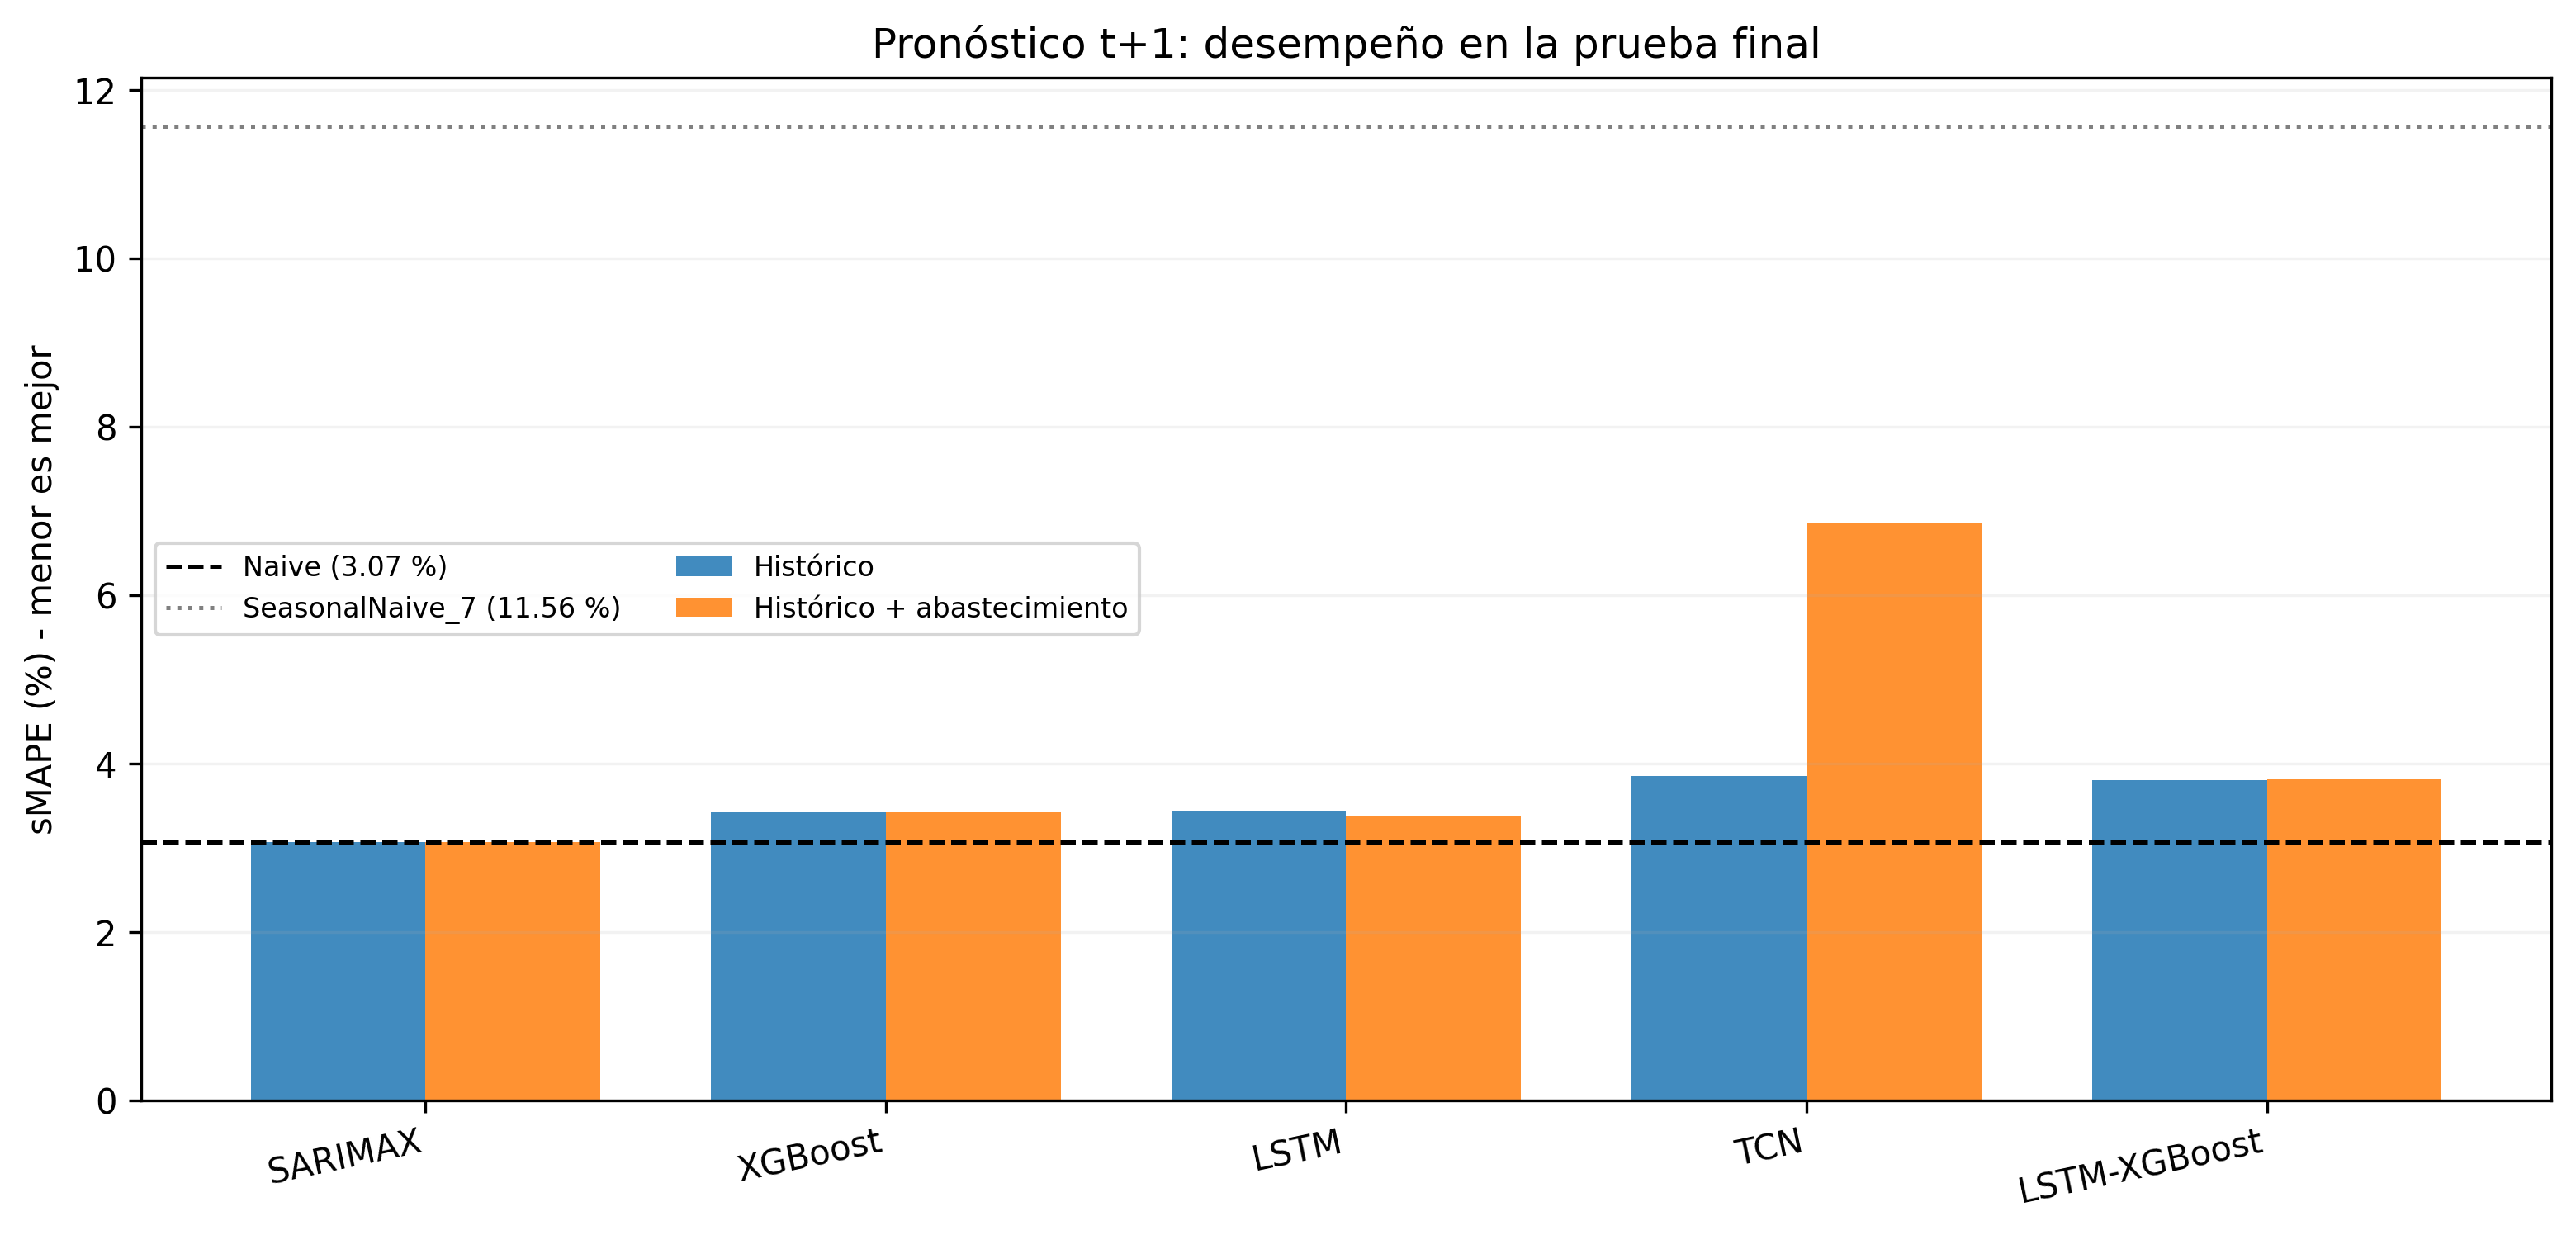 Pronóstico t+1: desempeño en la prueba final
sMAPE (%) - menor es mejor
12
10
8
6
4
2
0
Naive (3.07 %)
SeasonalNaive_7 (11.56 %)
Histórico
Histórico + abastecimiento
SARIMAX
XGBoost
LSTM
TCN
LSTM-XGBoost